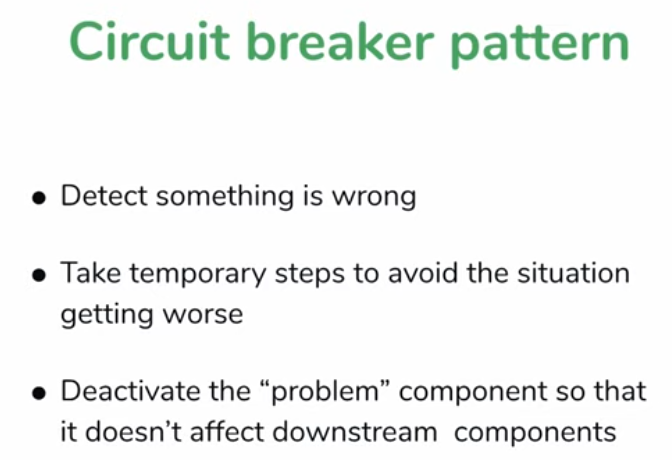 Circuit breaker pattern
● Detect something is wrong
● Take temporary steps to avoid the situation
getting worse
● Deactivate the “problem” component so that
it doesn’t affect downstream  components